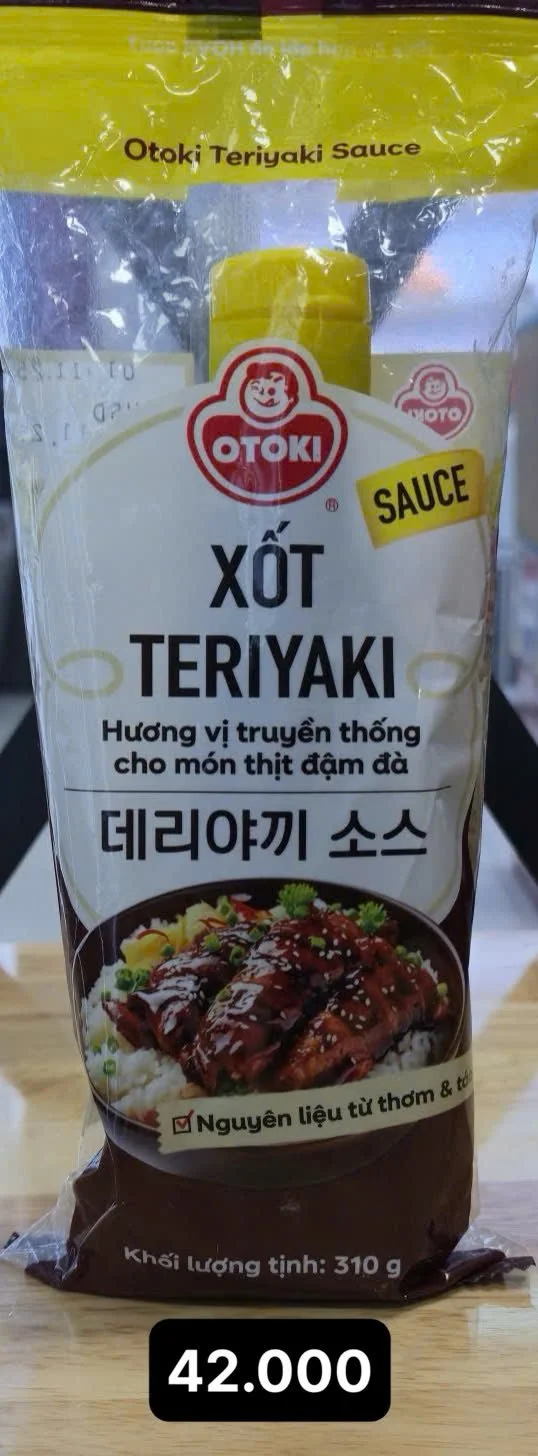 Otoki Teriyaki Sauce
OTOKI
®
SAUCE
XỐT
TERIYAKI
Hương vị truyền thống
cho món thịt đậm đà
데리야끼 소스
Nguyên liệu từ thơm &
Khối lượng tịnh: 310 g
42.000